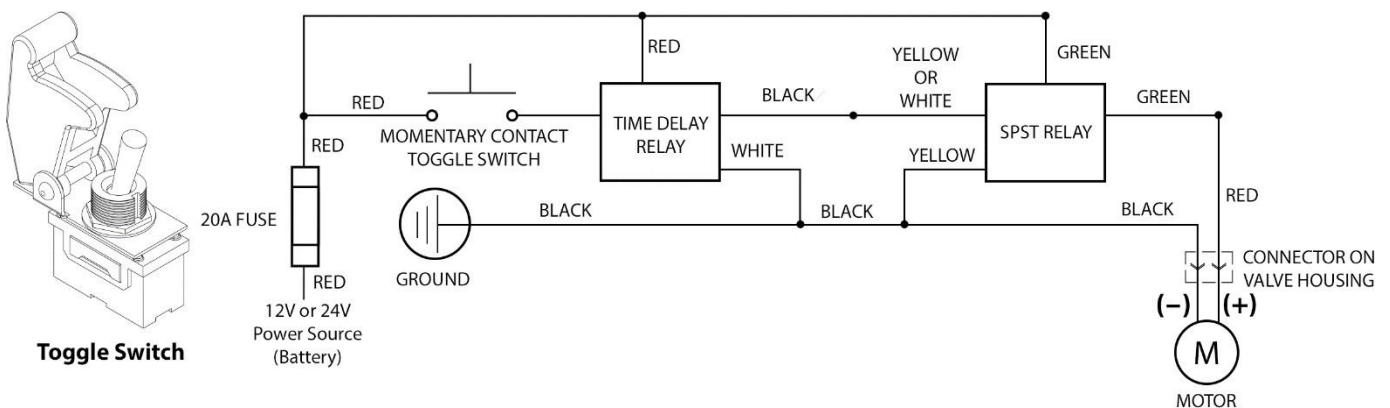 RED
GREEN
YELLOW
OR
WHITE
BLACK
GREEN
RED
MOMENTARY CONTACT
TOGGLE SWITCH
TIME DELAY
RELAY
SPST RELAY
RED
WHITE
YELLOW
20A FUSE
BLACK
BLACK
BLACK
RED
GROUND
CONNECTOR ON
VALVE HOUSING
RED
12V or 24V
Power Source
(Battery)
(–)
(+)
Toggle Switch
M
MOTOR